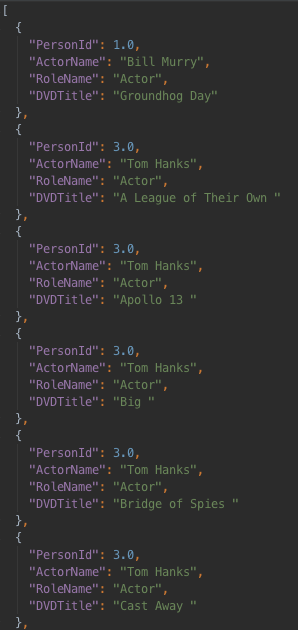 [
{
"PersonId": 1.0,
"ActorName": "Bill Murry",
"RoleName": "Actor",
"DVDTitle": "Groundhog Day"
},
{
"PersonId": 3.0,
"ActorName": "Tom Hanks",
"RoleName": "Actor",
"DVDTitle": "A League of Their Own "
},
{
"PersonId": 3.0,
"ActorName": "Tom Hanks",
"RoleName": "Actor",
"DVDTitle": "Apollo 13 "
},
{
"PersonId": 3.0,
"ActorName": "Tom Hanks",
"RoleName": "Actor",
"DVDTitle": "Big "
},
{
"PersonId": 3.0,
"ActorName": "Tom Hanks",
"RoleName": "Actor",
"DVDTitle": "Bridge of Spies "
},
{
"PersonId": 3.0,
"ActorName": "Tom Hanks",
"RoleName": "Actor",
"DVDTitle": "Cast Away "
},